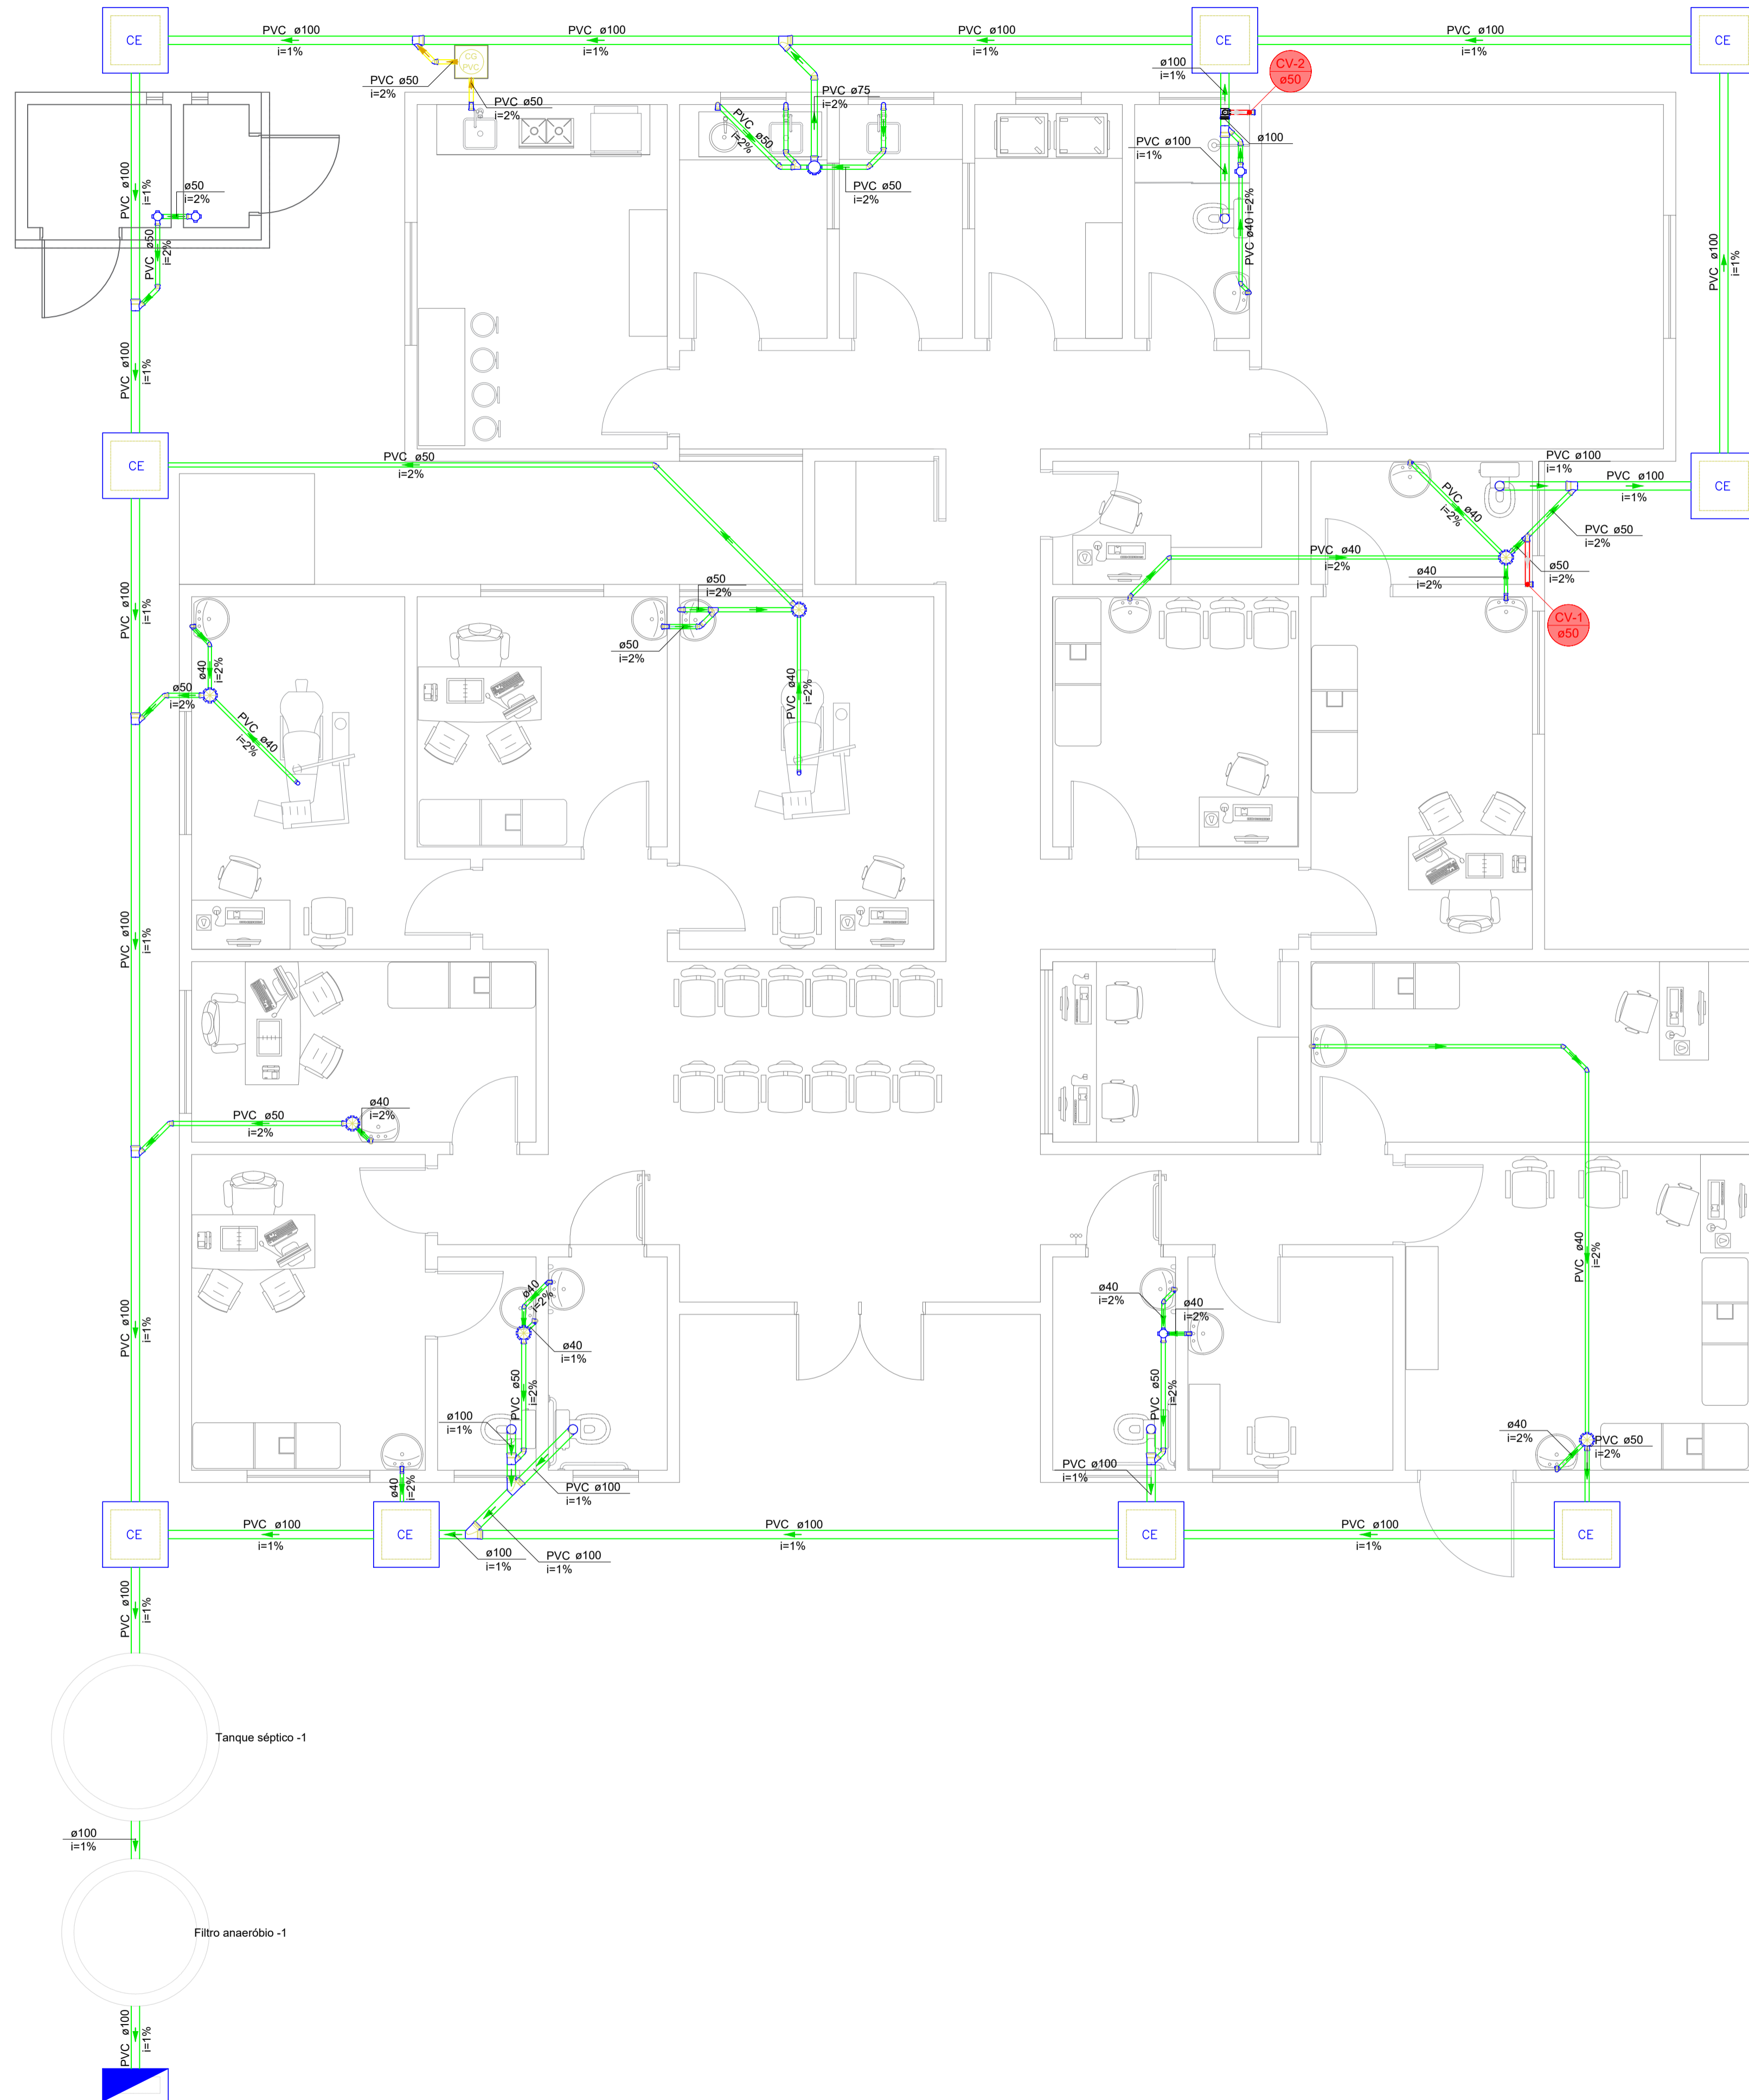 CE
PVC ø100
i=1%
PVC ø100
i=1%
PVC ø100
i=1%
CE
PVC ø100
i=1%
CE
CG
PVC
PVC ø50
i=2%
PVC ø50
i=2%
PVC ø75
i=2%
ø100
i=1%
CV-2
ø50
PVC ø50
i=2%
PVC ø100
i=1%
ø100
PVC ø100
i=1%
ø50
i=2%
PVC ø50
i=2%
PVC ø50
i=2%
PVC ø40 i=2%
PVC ø100
i=1%
PVC ø100
i=1%
CE
PVC ø50
i=2%
PVC ø100
i=1%
PVC ø100
i=1%
CE
PVC ø40
i=2%
PVC ø50
i=2%
PVC ø40
i=2%
ø50
i=2%
ø40
i=2%
CV-1
ø50
PVC ø100
i=1%
ø50
i=2%
ø50
i=2%
ø40
i=2%
ø50
i=2%
PVC ø40
i=2%
PVC ø40
i=2%
PVC ø100
i=1%
PVC ø50
i=2%
ø40
i=2%
PVC ø40
i=2%
PVC ø100
i=1%
ø40
i=2%
ø40
i=1%
ø40
i=2%
ø40
i=2%
PVC ø50
i=2%
PVC ø50
i=2%
ø100
i=1%
PVC ø100
i=1%
PVC ø100
i=1%
ø40
i=2%
PVC ø50
i=2%
ø40
i=2%
CE
PVC ø100
i=1%
CE
ø100
i=1%
PVC ø100
i=1%
PVC ø100
i=1%
CE
PVC ø100
i=1%
CE
PVC ø100
i=1%
Tanque séptico -1
ø100
i=1%
Filtro anaeróbio -1
PVC ø100
i=1%